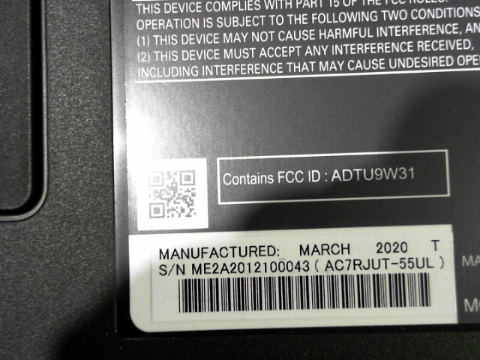 THIS DEVICE COMPLIES WITH PART 15 OF THE FCC RULES.
OPERATION IS SUBJECT TO THE FOLLOWING TWO CONDITIONS
(1) THIS DEVICE MAY NOT CAUSE HARMFUL INTERFERENCE, AN
(2) THIS DEVICE MUST ACCEPT ANY INTERFERENCE RECEIVED,
INCLUDING INTERFERENCE THAT MAY CAUSE UNDESIRED OPE
Contains FCC ID : ADTU9W31
MANUFACTURED: MARCH 2020 T
S/N ME2A2012100043 ( AC7RJUT-55UL )
MA
MO